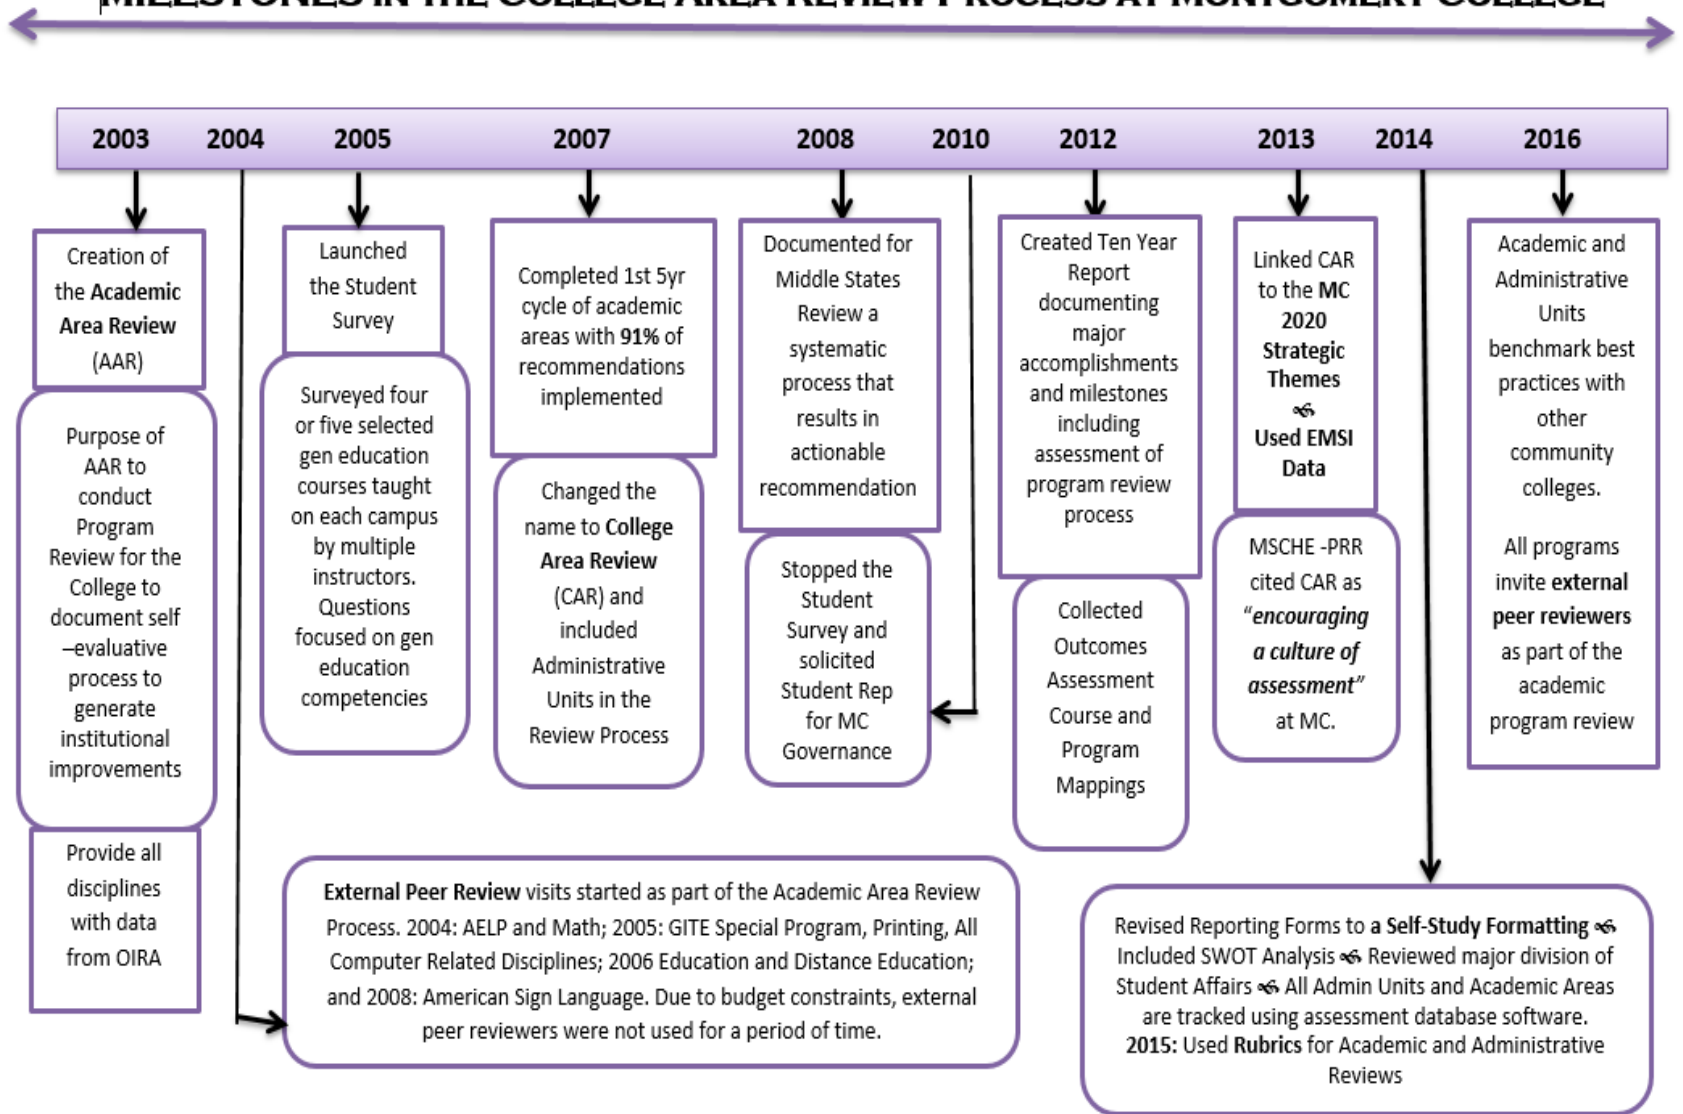 MILESTONES IN THE COLLEGE AREA REVIEW PROCESS AT MONTGOMERY COLLEGE
2003 2004 2005 2007 2008 2010 2012 2013 2014 2016
Creation of
the Academic
Area Review
(AAR)
Purpose of
AAR to
conduct
Program
Review for the
College to
document self
–evaluative
process to
generate
institutional
improvements
Provide all
disciplines
with data
from OIRA
Launched
the Student
Survey
Surveyed four
or five selected
gen education
courses taught
on each campus
by multiple
instructors.
Questions
focused on gen
education
competencies
Completed 1st 5yr
cycle of academic
areas with 91% of
recommendations
implemented
Changed the
name to College
Area Review
(CAR) and
included
Administrative
Units in the
Review Process
Documented for
Middle States
Review a
systematic
process that
results in
actionable
recommendation
Stopped the
Student
Survey and
solicited
Student Rep
for MC
Governance
Created Ten Year
Report
documenting
major
accomplishments
and milestones
including
assessment of
program review
process
Collected
Outcomes
Assessment
Course and
Program
Mappings
Linked CAR
to the MC
2020
Strategic
Themes
Used EMSI
Data
MSCHE -PRR
cited CAR as
“encouraging
a culture of
assessment”
at MC.
Academic and
Administrative
Units
benchmark best
practices with
other
community
colleges.
All programs
invite external
peer reviewers
as part of the
academic
program review
External Peer Review visits started as part of the Academic Area Review
Process. 2004: AELP and Math; 2005: GITE Special Program, Printing, All
Computer Related Disciplines; 2006 Education and Distance Education;
and 2008: American Sign Language. Due to budget constraints, external
peer reviewers were not used for a period of time.
Revised Reporting Forms to a Self-Study Formatting
Included SWOT Analysis Reviewed major division of
Student Affairs All Admin Units and Academic Areas
are tracked using assessment database software.
2015: Used Rubrics for Academic and Administrative
Reviews